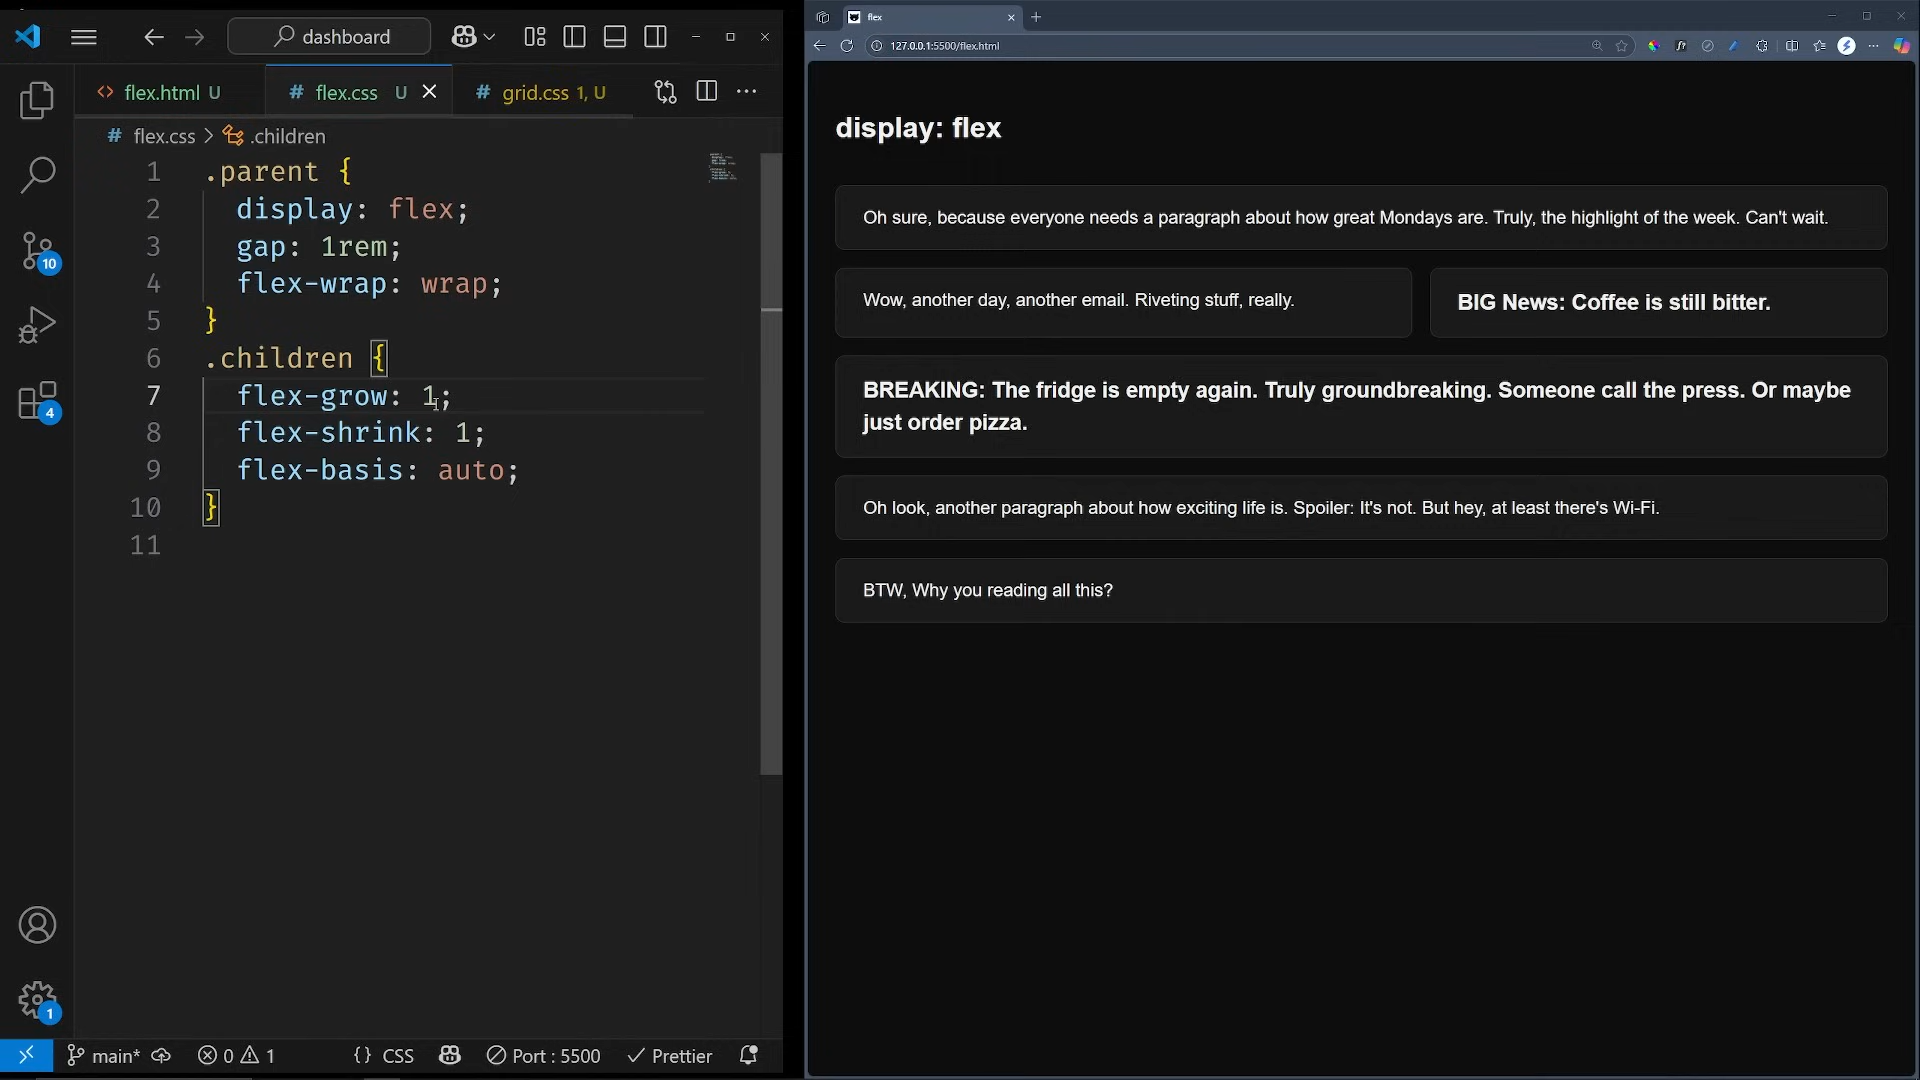 dashboard
flex.html U
# flex.css U
# grid.css 1, U
# flex.css > .children
1 .parent {
2 display: flex;
3 gap: 1rem;
4 flex-wrap: wrap;
5 }
6 .children {
7 flex-grow: 1;
8 flex-shrink: 1;
9 flex-basis: auto;
10 }
11
10
4
1
main*
0 1
{ } CSS
Port : 5500
Prettier
flex
127.0.0.1:5500/flex.html
display: flex
Oh sure, because everyone needs a paragraph about how great Mondays are. Truly, the highlight of the week. Can't wait.
Wow, another day, another email. Riveting stuff, really.
BIG News: Coffee is still bitter.
BREAKING: The fridge is empty again. Truly groundbreaking. Someone call the press. Or maybe
just order pizza.
Oh look, another paragraph about how exciting life is. Spoiler: It's not. But hey, at least there's Wi-Fi.
BTW, Why you reading all this?